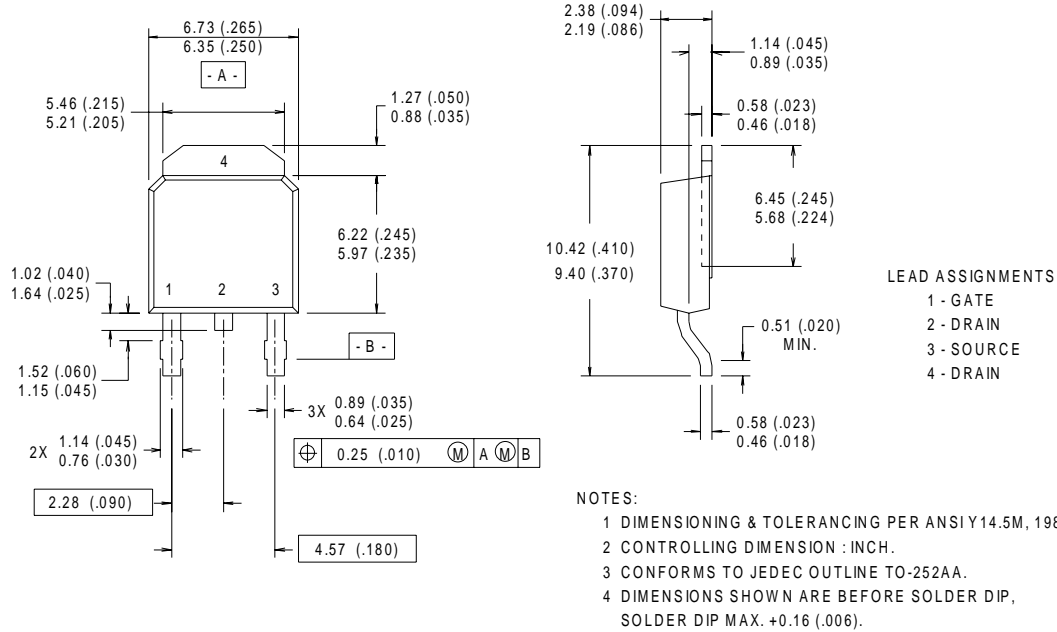 6.73 (.265)
6.35 (.250)
- A -
5.46 (.215)
5.21 (.205)
1.27 (.050)
0.88 (.035)
4
6.22 (.245)
5.97 (.235)
1.02 (.040)
1.64 (.025)
1 2 3
- B -
1.52 (.060)
1.15 (.045)
3X 0.89 (.035)
0.64 (.025)
2X 1.14 (.045)
0.76 (.030)
⌖ 0.25 (.010) Ⓜ A Ⓜ B
2.28 (.090)
4.57 (.180)
2.38 (.094)
2.19 (.086)
1.14 (.045)
0.89 (.035)
0.58 (.023)
0.46 (.018)
6.45 (.245)
5.68 (.224)
10.42 (.410)
9.40 (.370)
0.51 (.020)
MIN.
0.58 (.023)
0.46 (.018)
LEAD ASSIGNMENTS
1 - GATE
2 - DRAIN
3 - SOURCE
4 - DRAIN
NOTES:
1 DIMENSIONING & TOLERANCING PER ANSI Y14.5M,
2 CONTROLLING DIMENSION : INCH.
3 CONFORMS TO JEDEC OUTLINE TO-252AA.
4 DIMENSIONS SHOWN ARE BEFORE SOLDER DIP,
SOLDER DIP MAX. +0.16 (.006).